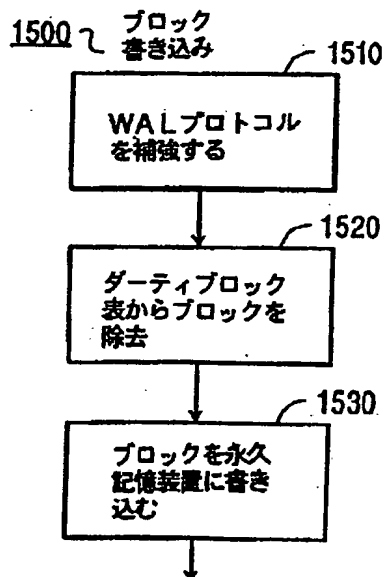 1500
ブロック
書き込み
1510
WALプロトコル
を補強する
1520
ダーティブロック
表からブロックを
除去
1530
ブロックを永久
記憶装置に書き
込む